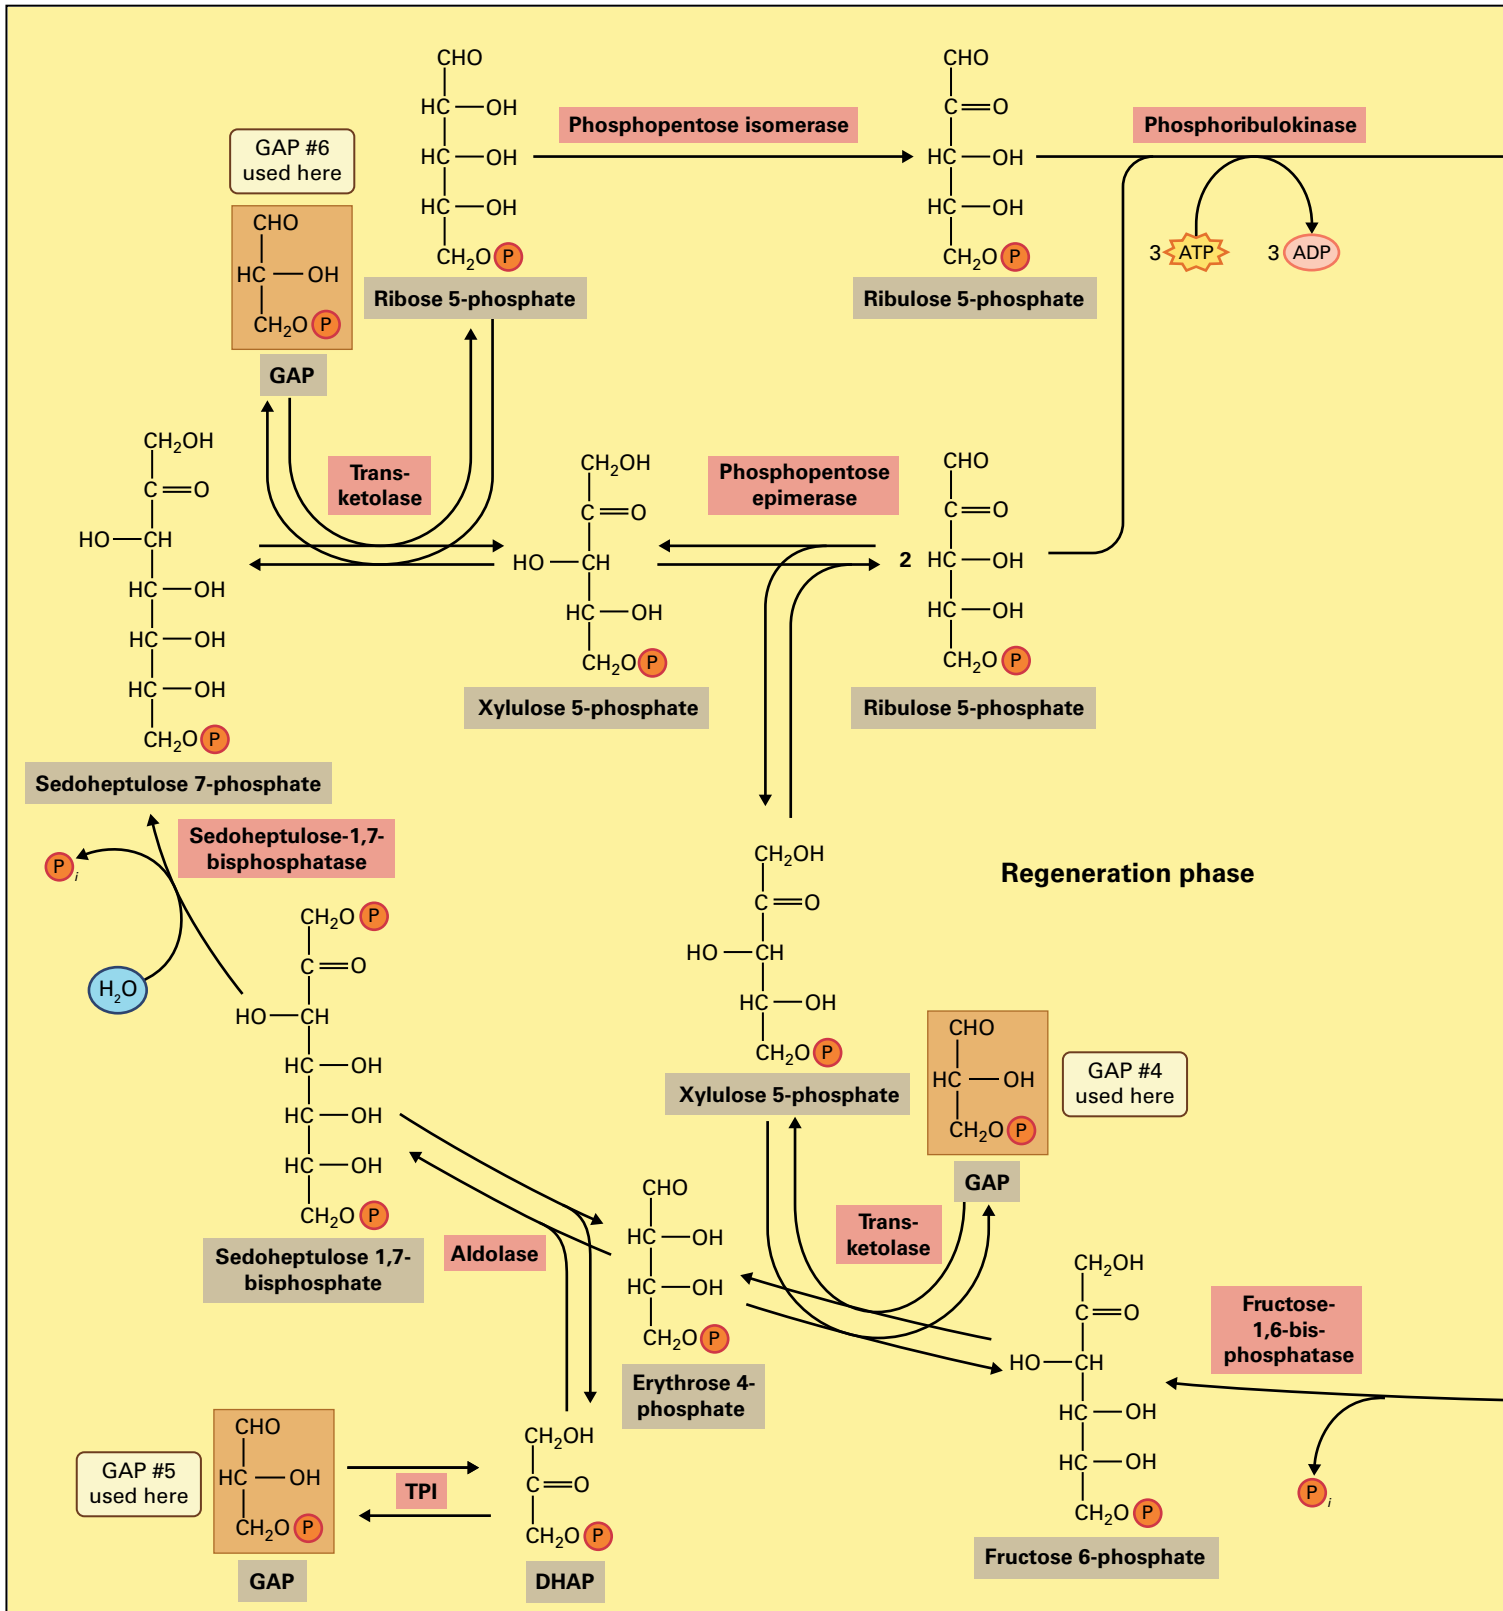 CHO
HC—OH
HC—OH
HC—OH
CH₂O P
Ribose 5-phosphate
Phosphopentose isomerase
CHO
C=O
HC—OH
HC—OH
CH₂O P
Ribulose 5-phosphate
Phosphoribulokinase
3 ATP
3 ADP
GAP #6
used here
CHO
HC—OH
CH₂O P
GAP
CH₂OH
C=O
HO—CH
HC—OH
HC—OH
HC—OH
CH₂O P
Sedoheptulose 7-phosphate
Trans-
ketolase
CH₂OH
C=O
HO—CH
HC—OH
CH₂O P
Xylulose 5-phosphate
Phosphopentose
epimerase
2
CHO
C=O
HC—OH
HC—OH
CH₂O P
Ribulose 5-phosphate
Sedoheptulose-1,7-
bisphosphatase
P i
H₂O
CH₂O P
C=O
HO—CH
HC—OH
HC—OH
HC—OH
CH₂O P
Sedoheptulose 1,7-
bisphosphate
Regeneration phase
CH₂OH
C=O
HO—CH
HC—OH
CH₂O P
Xylulose 5-phosphate
CHO
HC—OH
CH₂O P
GAP
GAP #4
used here
Aldolase
CHO
HC—OH
HC—OH
CH₂O P
Erythrose 4-
phosphate
Trans-
ketolase
CH₂OH
C=O
HO—CH
HC—OH
HC—OH
CH₂O P
Fructose 6-phosphate
Fructose-
1,6-bis-
phosphatase
P i
GAP #5
used here
CHO
HC—OH
CH₂O P
GAP
TPI
CH₂OH
C=O
CH₂O P
DHAP